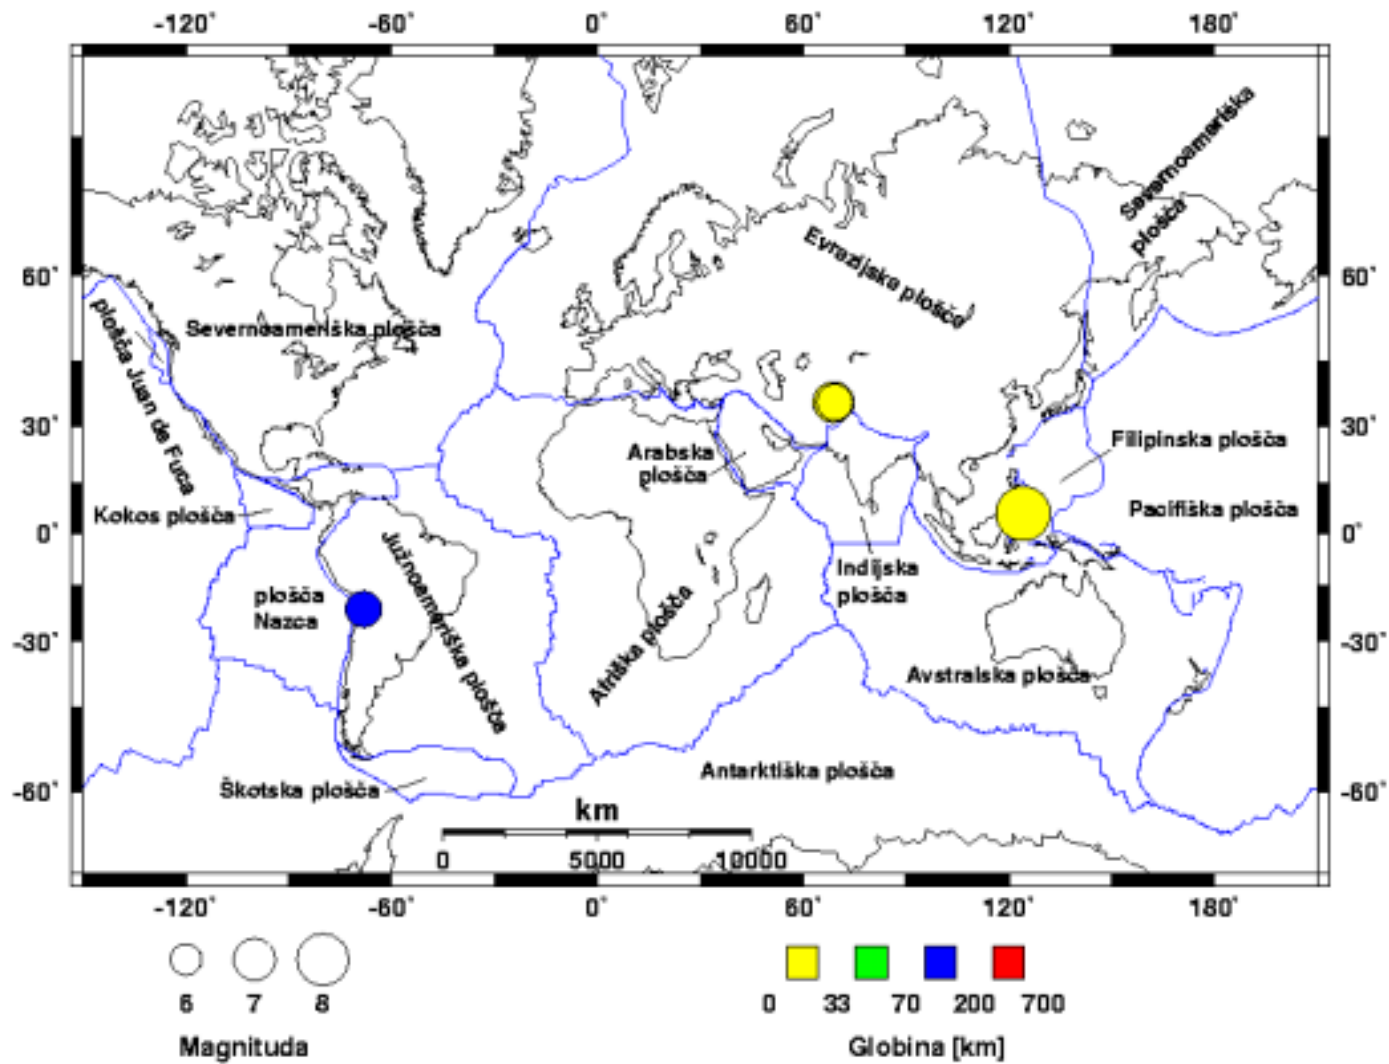 -120° -60° 0° 60° 120° 180°
Severnoameriška
plošča
Evrazijska plošča
60° 60°
Severnoameriška plošča
plošča Juan de Fuca
30° 30°
Filipinska plošča
Arabska
plošča
Kokos plošča
Pacifiška plošča
0° 0°
Indijska
plošča
plošča
Nazca
Južnoameriška plošča
Afriška plošča
-30° -30°
Avstralska plošča
Antarktiška plošča
Škotska plošča
-60° -60°
km
0 5000 10000
-120° -60° 0° 60° 120° 180°
6 7 8
0 33 70 200 700
Magnituda
Globina [km]